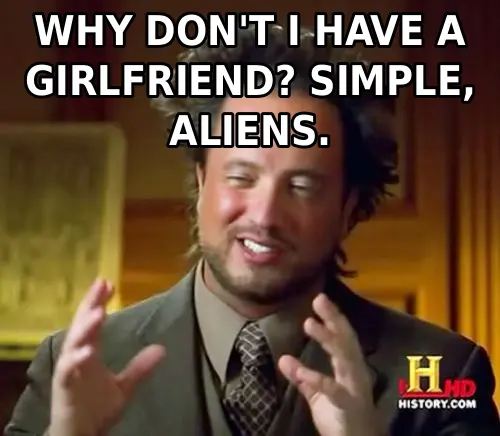 WHY DON'T I HAVE A
GIRLFRIEND? SIMPLE,
ALIENS.
H HD
HISTORY.COM